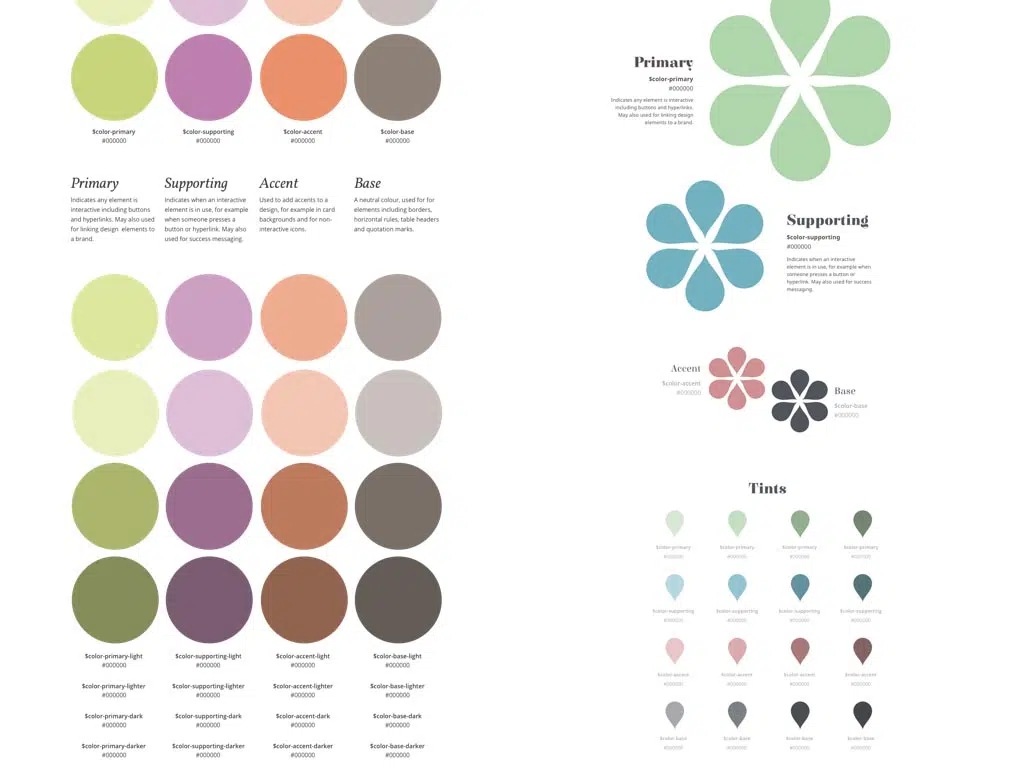 $color-primary
#000000
$color-supporting
#000000
$color-accent
#000000
$color-base
#000000
Primary
Indicates any element is
interactive including buttons
and hyperlinks. May also used
for linking design elements to
a brand.
Supporting
Indicates when an interactive
element is in use, for example
when someone presses a
button or hyperlink. May also
used for success messaging.
Accent
Used to add accents to a
design, for example in card
backgrounds and for non-
interactive icons.
Base
A neutral colour, used for for
elements including borders,
horizontal rules, table headers
and quotation marks.
$color-primary-light
#000000
$color-supporting-light
#000000
$color-accent-light
#000000
$color-base-light
#000000
$color-primary-lighter
#000000
$color-supporting-lighter
#000000
$color-accent-lighter
#000000
$color-base-lighter
#000000
$color-primary-dark
#000000
$color-supporting-dark
#000000
$color-accent-dark
#000000
$color-base-dark
#000000
$color-primary-darker
#000000
$color-supporting-darker
#000000
$color-accent-darker
#000000
$color-base-darker
#000000
Primary
$color-primary
#000000
Indicates any element is interactive
including buttons and hyperlinks.
May also used for linking design
elements to a brand.
Supporting
$color-supporting
#000000
Indicates when an interactive
element is in use, for example when
someone presses a button or
hyperlink. May also used for success
messaging.
Accent
$color-accent
#000000
Base
$color-base
#000000
Tints
$color-primary
#000000
$color-primary
#000000
$color-primary
#000000
$color-primary
#000000
$color-supporting
#000000
$color-supporting
#000000
$color-supporting
#000000
$color-supporting
#000000
$color-accent
#000000
$color-accent
#000000
$color-accent
#000000
$color-accent
#000000
$color-base
#000000
$color-base
#000000
$color-base
#000000
$color-base
#000000